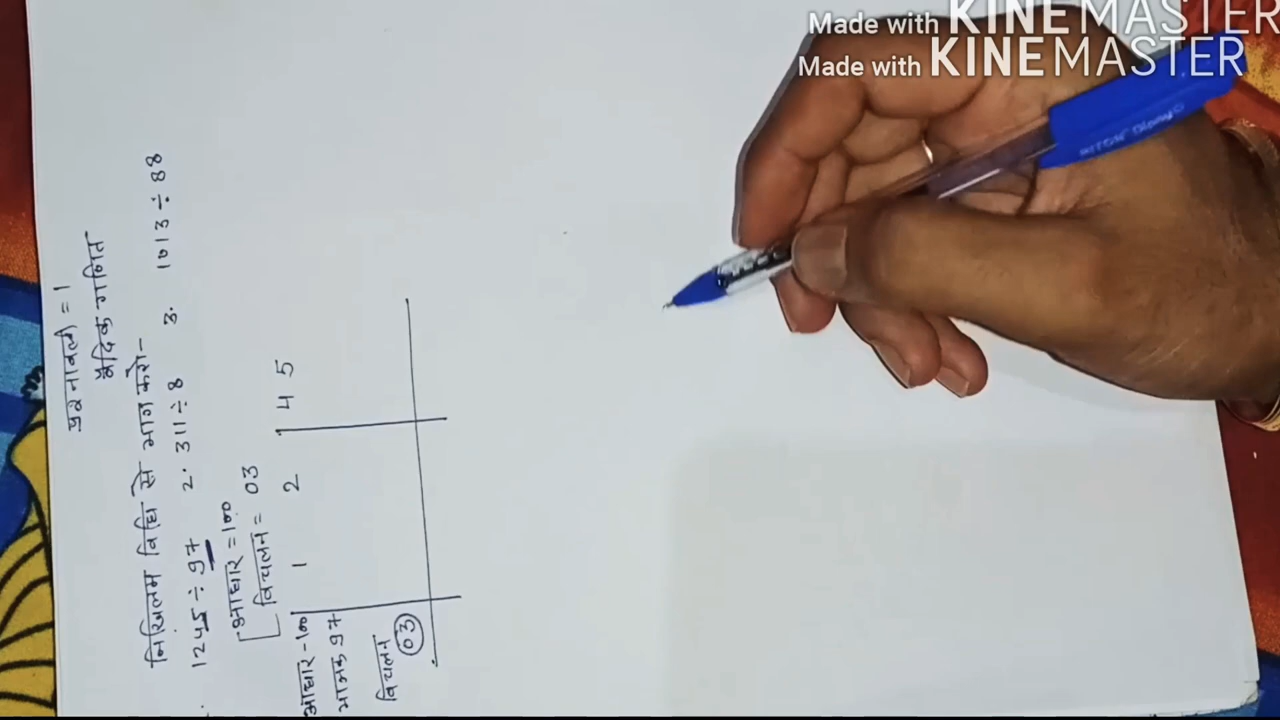 Made with KINEMASTER
Made with KINEMASTER
प्रश्नावली = 1
वैदिक गणित
निखिलम विधि से भाग करो-
1245 ÷ 97 2. 311 ÷ 8 3. 1013 ÷ 88
आधार = 100
विचलन = 03
आधार - 100 1 2 4 5
भाजक 97
विचलन
03